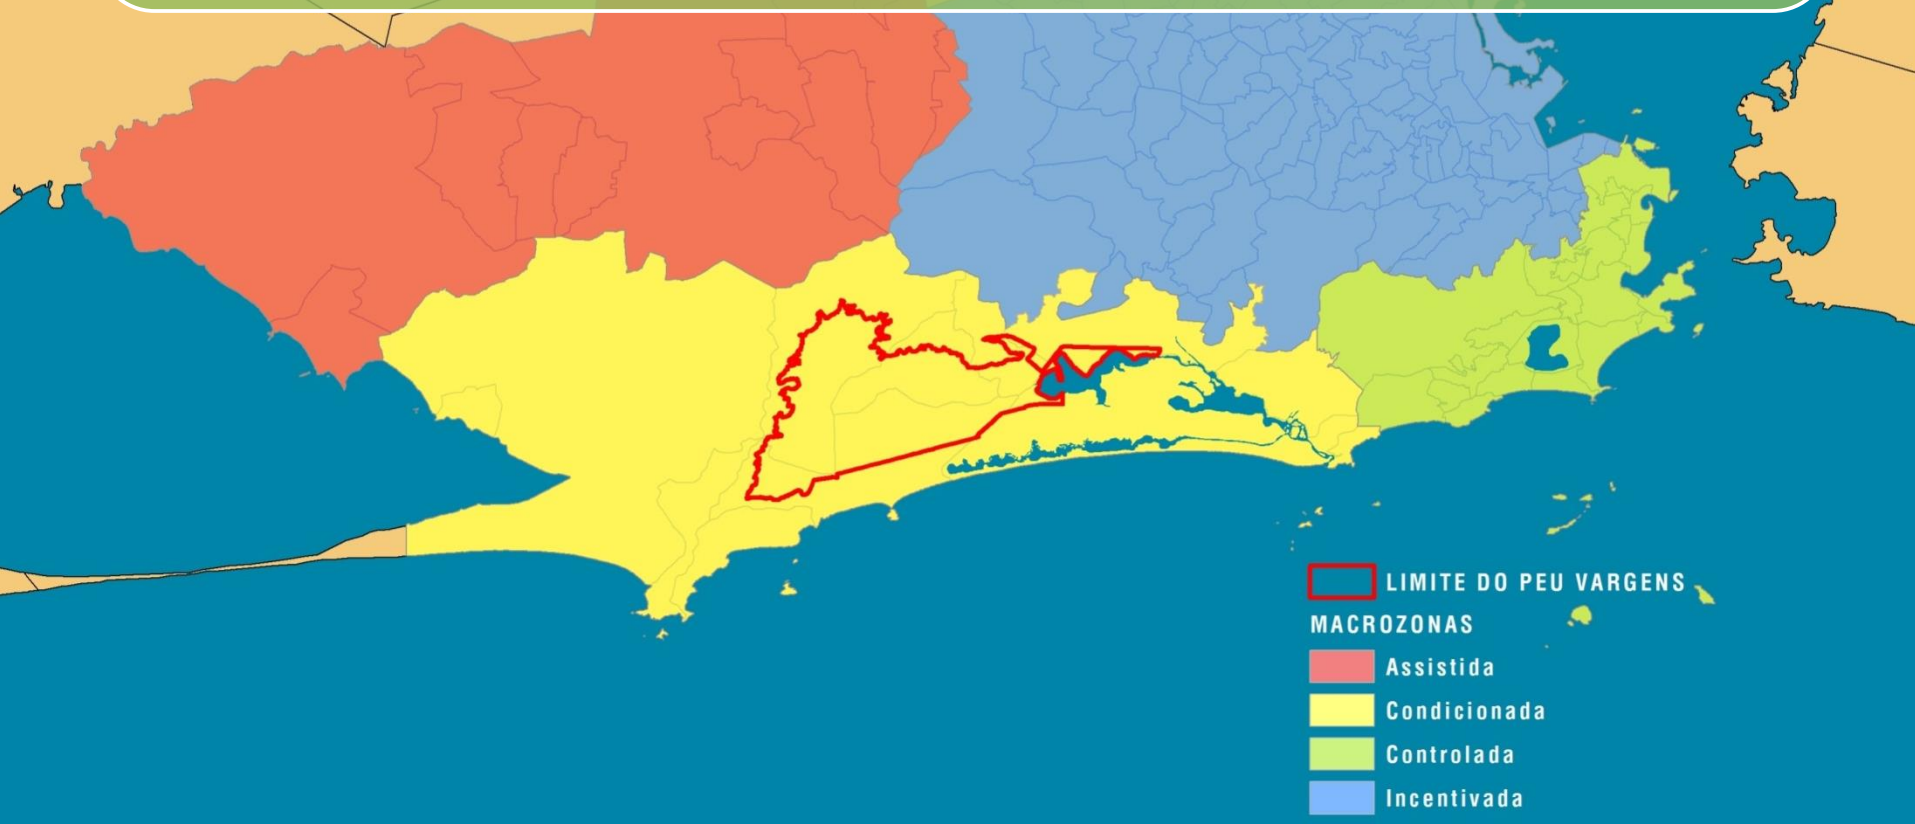 LIMITE DO PEU VARGENS
MACROZONAS
Assistida
Condicionada
Controlada
Incentivada